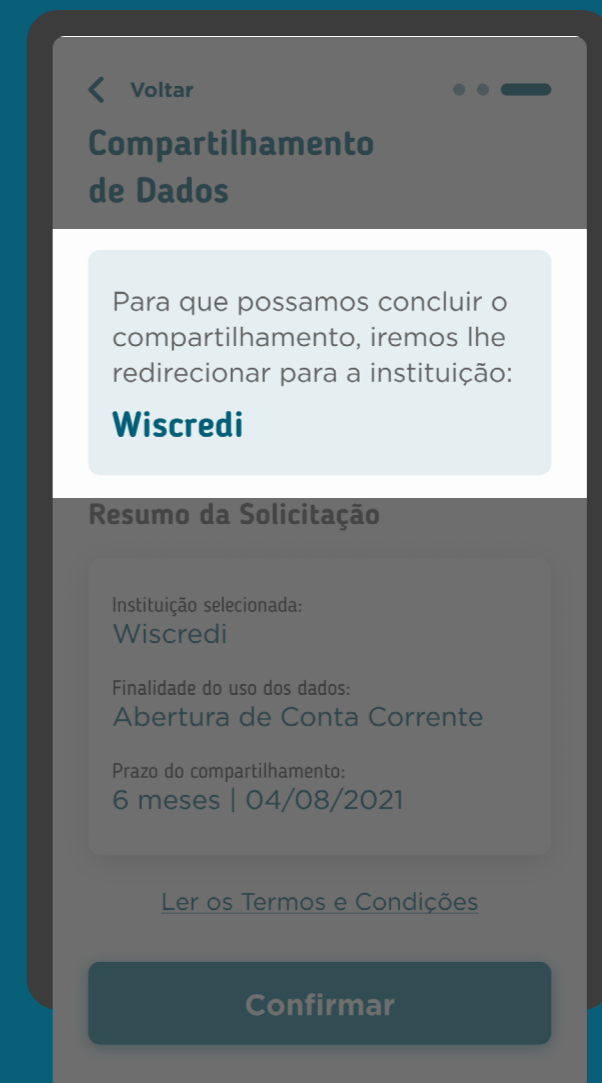 Voltar
Compartilhamento
de Dados
Para que possamos concluir o
compartilhamento, iremos lhe
redirecionar para a instituição:
Wiscredi
Resumo da Solicitação
Instituição selecionada:
Wiscredi
Finalidade do uso dos dados:
Abertura de Conta Corrente
Prazo do compartilhamento:
6 meses | 04/08/2021
Ler os Termos e Condições
Confirmar